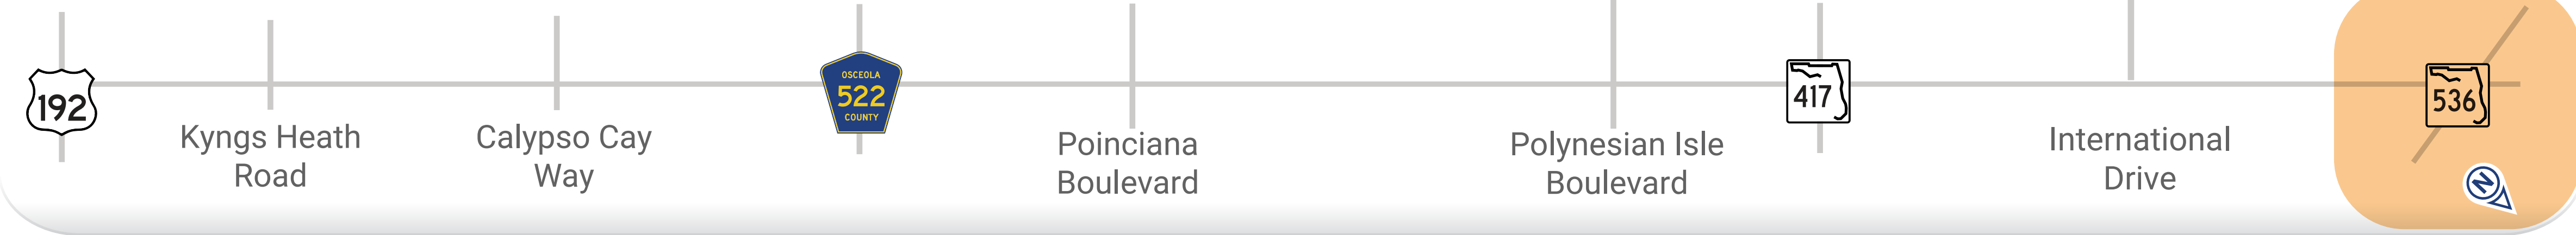 192
Kyngs Heath
Road
Calypso Cay
Way
OSCEOLA
522
COUNTY
Poinciana
Boulevard
Polynesian Isle
Boulevard
417
International
Drive
536
N